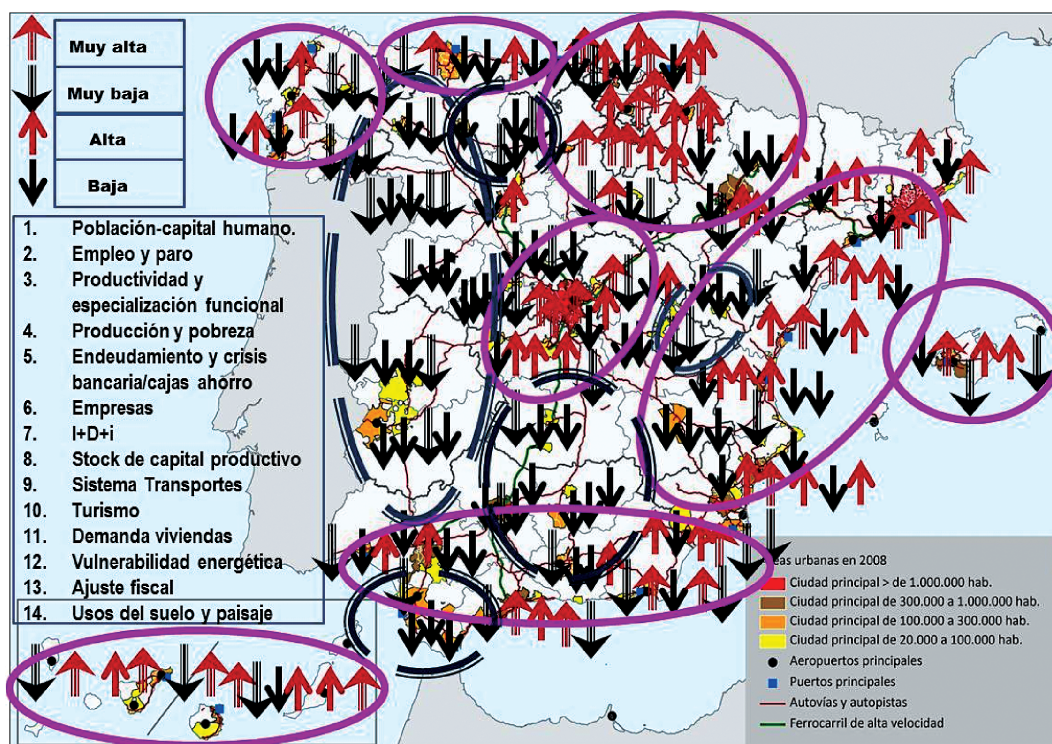 Muy alta
Muy baja
Alta
Baja
1. Población-capital humano.
2. Empleo y paro
3. Productividad y
especialización funcional
4. Producción y pobreza
5. Endeudamiento y crisis
bancaria/cajas ahorro
6. Empresas
7. I+D+i
8. Stock de capital productivo
9. Sistema Transportes
10. Turismo
11. Demanda viviendas
12. Vulnerabilidad energética
13. Ajuste fiscal
14. Usos del suelo y paisaje
eas urbanas en 2008
Ciudad principal > de 1.000.000 hab.
Ciudad principal de 300.000 a 1.000.000 hab.
Ciudad principal de 100.000 a 300.000 hab.
Ciudad principal de 20.000 a 100.000 hab.
Aeropuertos principales
Puertos principales
Autovías y autopistas
Ferrocarril de alta velocidad